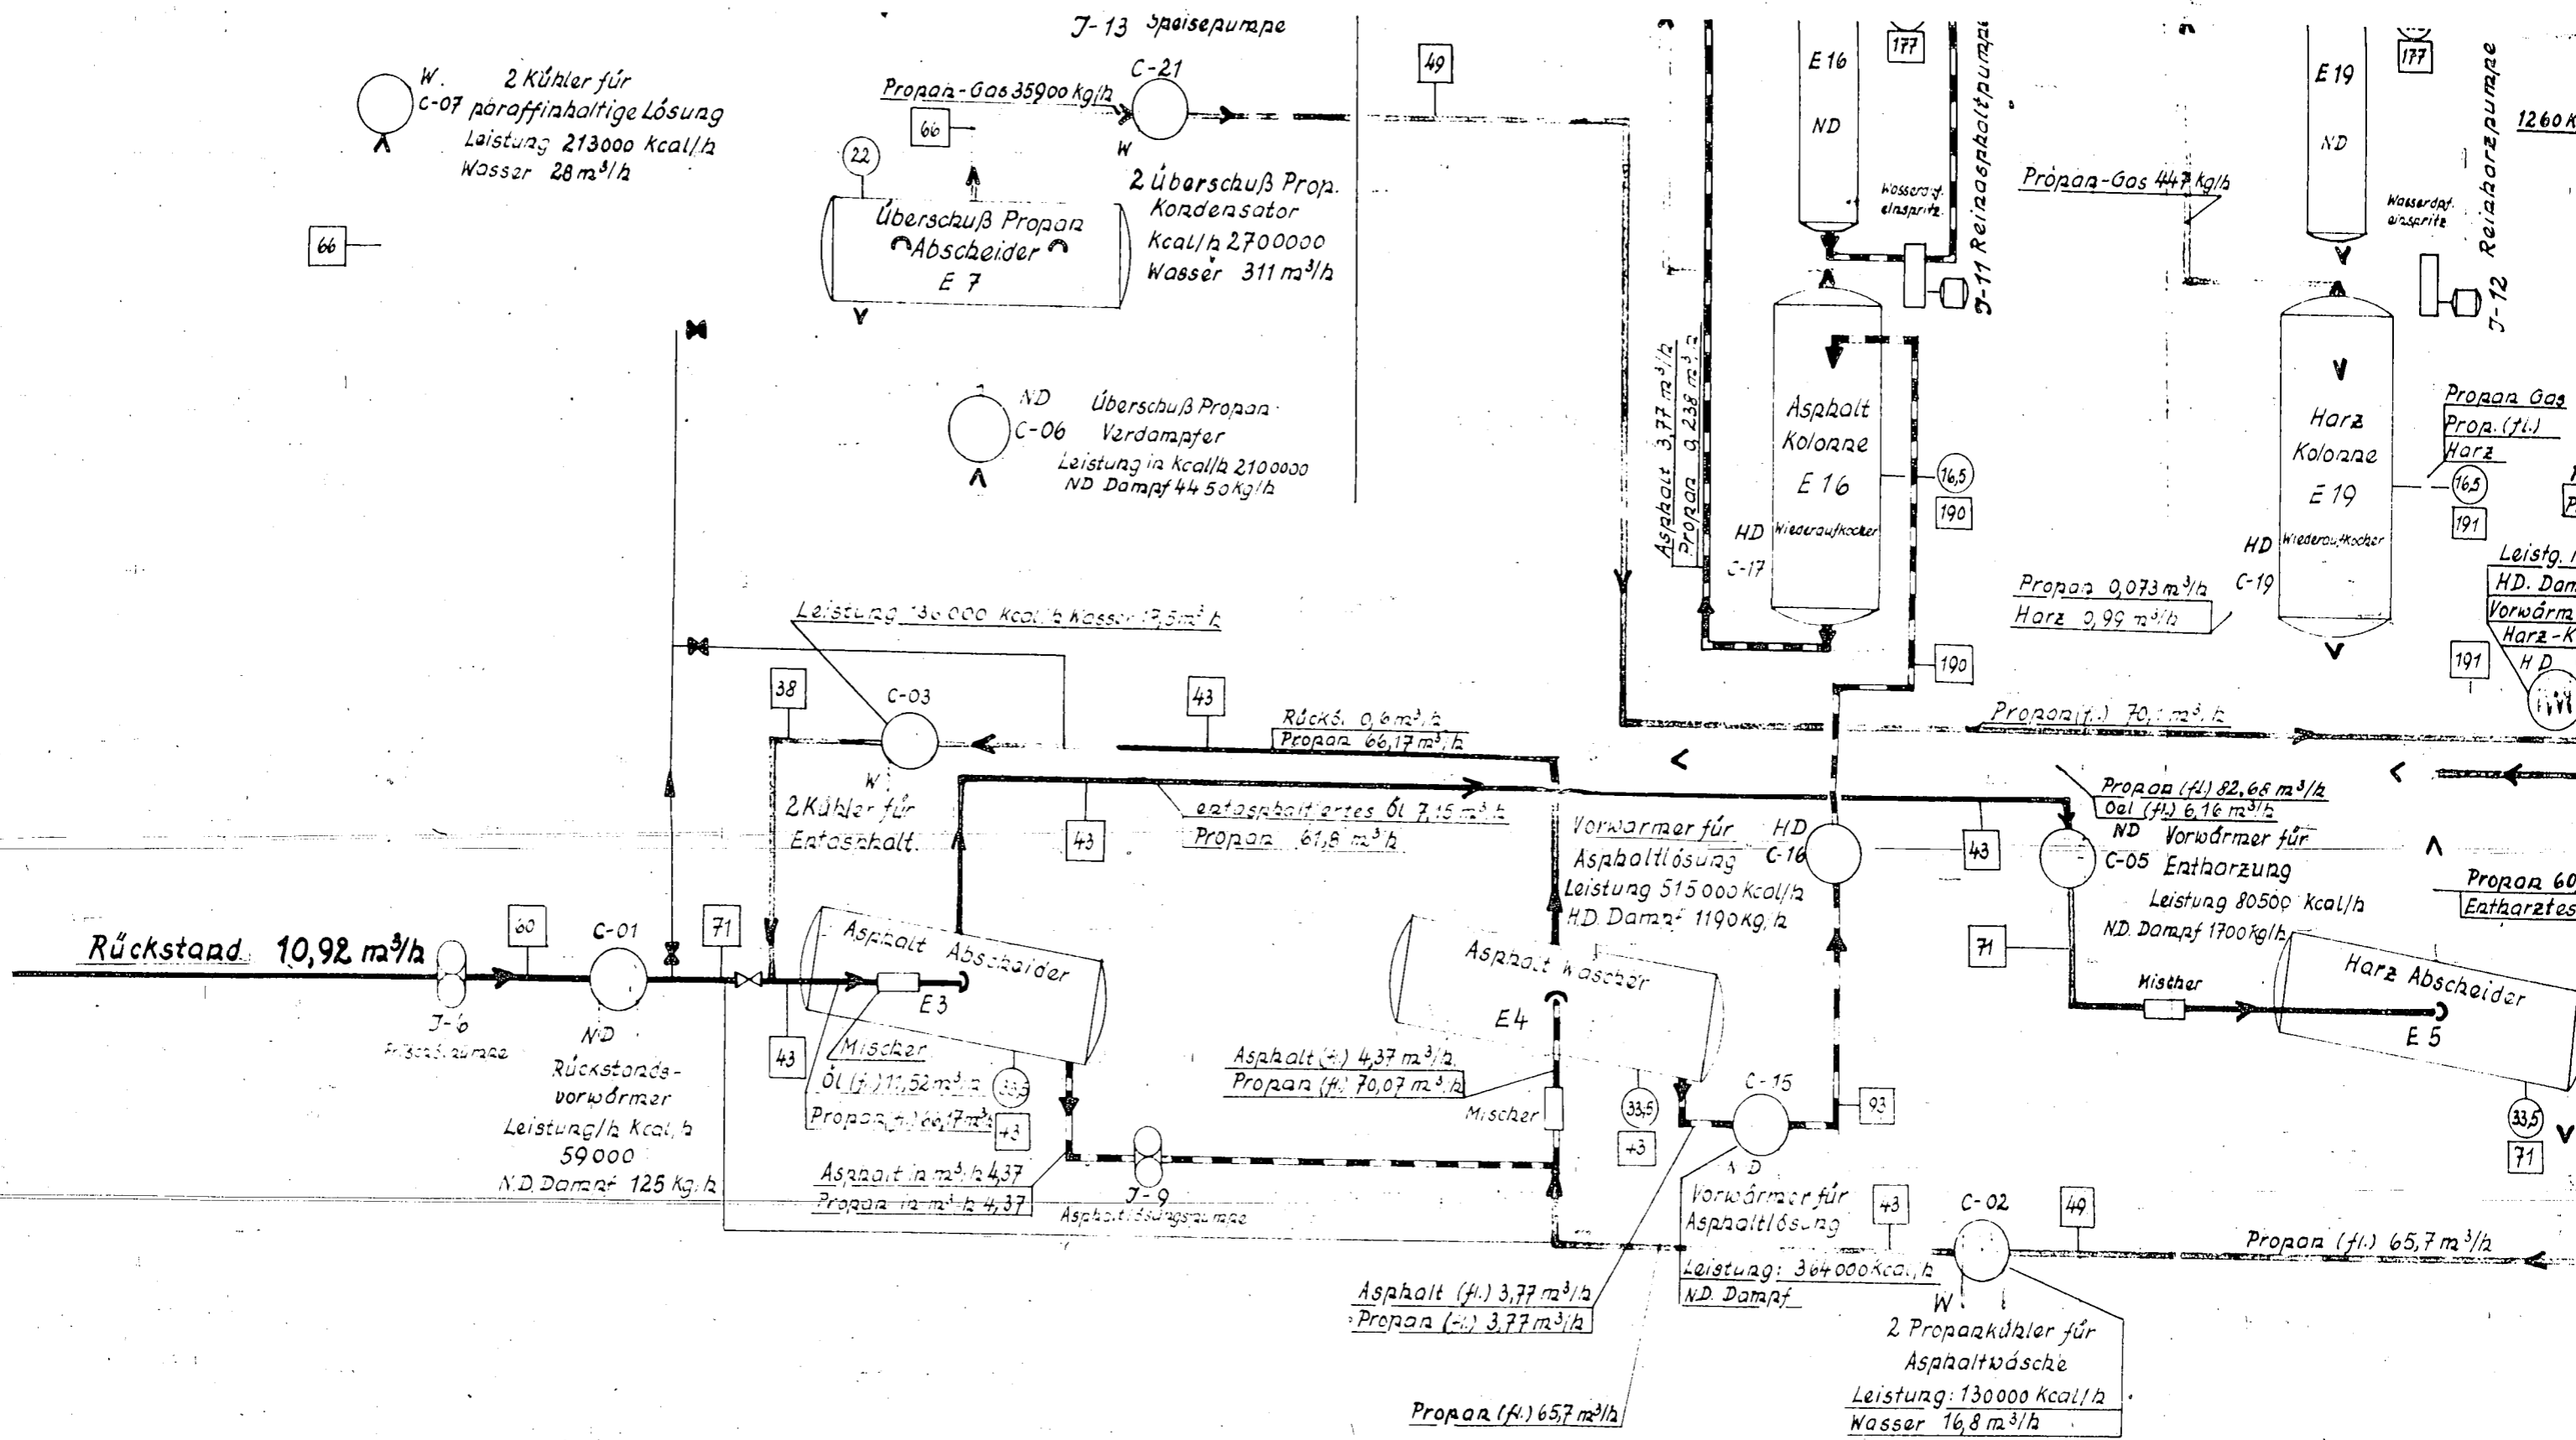 J-13 Speisepumpe
W. 2 Kühler für
C-07 paraffinhaltige Lösung
Leistung 213000 Kcal/h
Wasser 28 m³/h
66
Propan-Gas 35900 kg/h
C-21
W
66
22
Überschuß Propan
Abscheider
E 7
2 Überschuß Prop.
Kondensator
Kcal/h 2700000
Wasser 311 m³/h
49
ND Überschuß Propan
C-06 Verdampfer
Leistung in Kcal/h 2100000
ND Dampf 4450 Kg/h
E 16
ND
177
J-11 Reinasphaltpumpe
einspritz.
Asphalt 3,77 m³/h
Propan 0,238 m³/h
Asphalt
Kolonne
E 16
Wiederaufkocher
HD
C-17
16,5
190
190
E 19
ND
177
J-12 Reinharzpumpe
1260 K
Propan-Gas 447 kg/h
Wasserdpf.
einspritz
Harz
Kolonne
E 19
Wiederaufkocher
HD
C-19
Propan Gas
Prop. (fl.)
Harz
16,5
191
Propan 0,073 m³/h
Harz 0,99 m³/h
Leistg.
HD. Dam
Vorwärm
Harz-K
HD
191
Wasser 17,5 m³/h
38
C-03
W
2 Kühler für
Entasphalt.
43
Rücks. 0,6 m³/h
Propan 66,17 m³/h
Propan (fl.)
43
entasphaltiertes Öl 7,15 m³/h
Propan 61,8 m³/h
Vorwärmer für
Asphaltlösung
Leistung 515000 Kcal/h
H.D. Dampf 1190 Kg/h
HD
C-16
43
Propan (fl.) 82,68 m³/h
Oel (fl.) 6,16 m³/h
ND Vorwärmer für
C-05 Entharzung
Leistung 80500 Kcal/h
N.D. Dampf 1700 kg/h
71
Mischer
Harz Abscheider
E 5
33,5
71
Propan 60
Entharztes
Rückstand 10,92 m³/h
J-6
60
C-01
ND
Rückstands-
vorwärmer
Leistung/h Kcal/h
59000
N.D. Dampf 125 Kg/h
71
43
Asphalt Abscheider
E3
Mischer
Öl (fl.) 11,52 m³/h
Propan (fl.) 66,17 m³/h
33,5
43
Asphalt in m³/h 4,37
Propan in m³/h 4,37
J-9
Asphaltlösungspumpe
Asphalt Wascher
E4
Asphalt (fl.) 4,37 m³/h
Propan (fl.) 70,07 m³/h
Mischer
33,5
43
C-15
ND
93
Vorwärmer für
Asphaltlösung
Leistung: 364000 Kcal/h
N.D. Dampf
43
C-02
49
W
Propan (fl.) 65,7 m³/h
Asphalt (fl.) 3,77 m³/h
Propan (fl.) 3,77 m³/h
2 Propankühler für
Asphaltwäsche
Leistung: 130000 Kcal/h
Wasser 16,8 m³/h
Propan (fl.) 65,7 m³/h